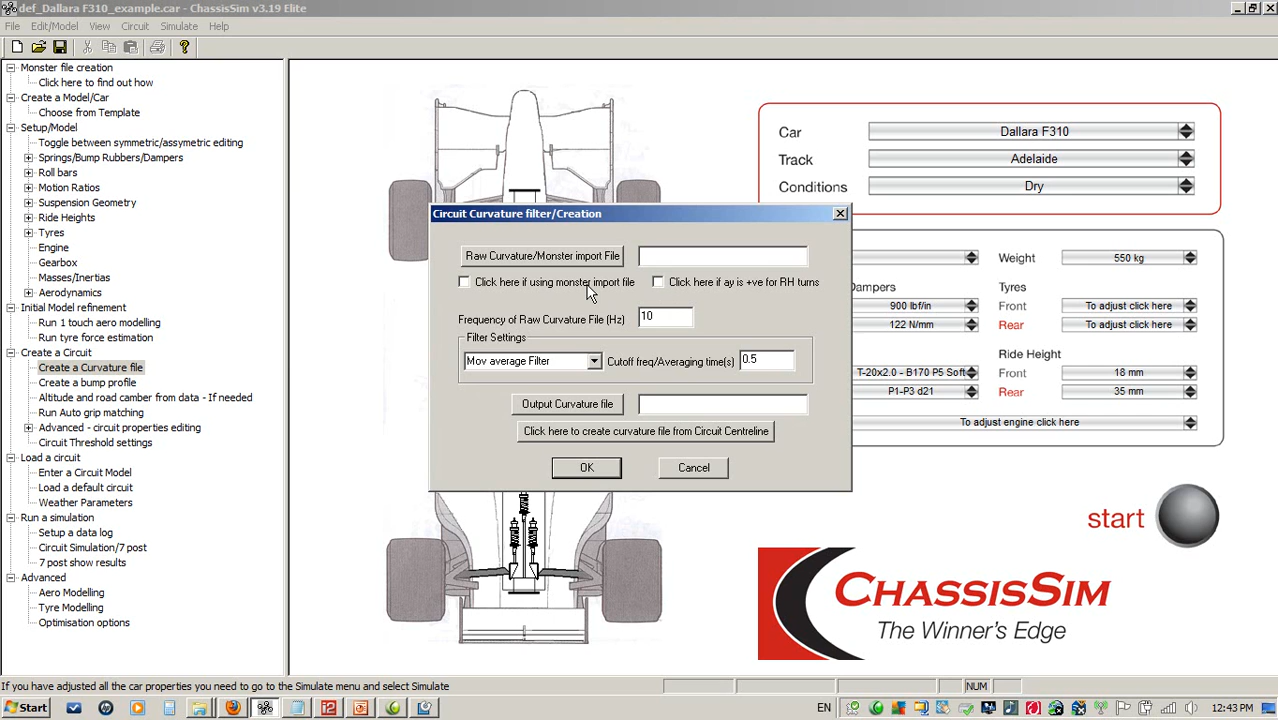 def_Dallara F310_example.car - ChassisSim v3.19 Elite
File Edit/Model View Circuit Simulate Help
Monster file creation
Click here to find out how
Create a Model/Car
Choose from Template
Setup/Model
Toggle between symmetric/assymetric editing
Springs/Bump Rubbers/Dampers
Roll bars
Motion Ratios
Suspension Geometry
Ride Heights
Tyres
Engine
Gearbox
Masses/Inertias
Aerodynamics
Initial Model refinement
Run 1 touch aero modelling
Run tyre force estimation
Create a Circuit
Create a Curvature file
Create a bump profile
Altitude and road camber from data - If needed
Run Auto grip matching
Advanced - circuit properties editing
Circuit Threshold settings
Load a circuit
Enter a Circuit Model
Load a default circuit
Weather Parameters
Run a simulation
Setup a data log
Circuit Simulation/7 post
7 post show results
Advanced
Aero Modelling
Tyre Modelling
Optimisation options
Car Dallara F310
Track Adelaide
Conditions Dry
Circuit Curvature filter/Creation
Raw Curvature/Monster import File
Click here if using monster import file Click here if ay is +ve for RH turns
Frequency of Raw Curvature File (Hz) 10
Filter Settings
Mov average Filter Cutoff freq/Averaging time(s) 0.5
Output Curvature file
Click here to create curvature file from Circuit Centreline
OK Cancel
Weight 550 kg
Dampers Tyres
900 lbf/in Front To adjust click here
122 N/mm Rear To adjust click here
Ride Height
T-20x2.0 - B170 P5 Soft Front 18 mm
P1-P3 d21 Rear 35 mm
To adjust engine click here
start
ChassisSim
The Winner's Edge
If you have adjusted all the car properties you need to go to the Simulate menu and select Simulate NUM
Start EN 12:43 PM